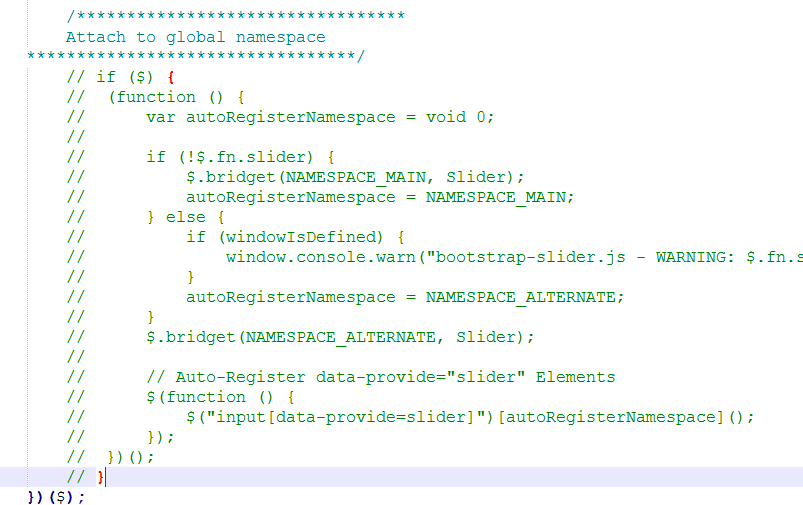 /*********************************
Attach to global namespace
*********************************/
// if ($) {
//  (function () {
//      var autoRegisterNamespace = void 0;
//
//      if (!$.fn.slider) {
//          $.bridget(NAMESPACE_MAIN, Slider);
//          autoRegisterNamespace = NAMESPACE_MAIN;
//      } else {
//          if (windowIsDefined) {
//              window.console.warn("bootstrap-slider.js - WARNING: $.fn.s
//          }
//          autoRegisterNamespace = NAMESPACE_ALTERNATE;
//      }
//      $.bridget(NAMESPACE_ALTERNATE, Slider);
//
//      // Auto-Register data-provide="slider" Elements
//      $(function () {
//          $("input[data-provide=slider]")[autoRegisterNamespace]();
//      });
//  })();
// }
})($);